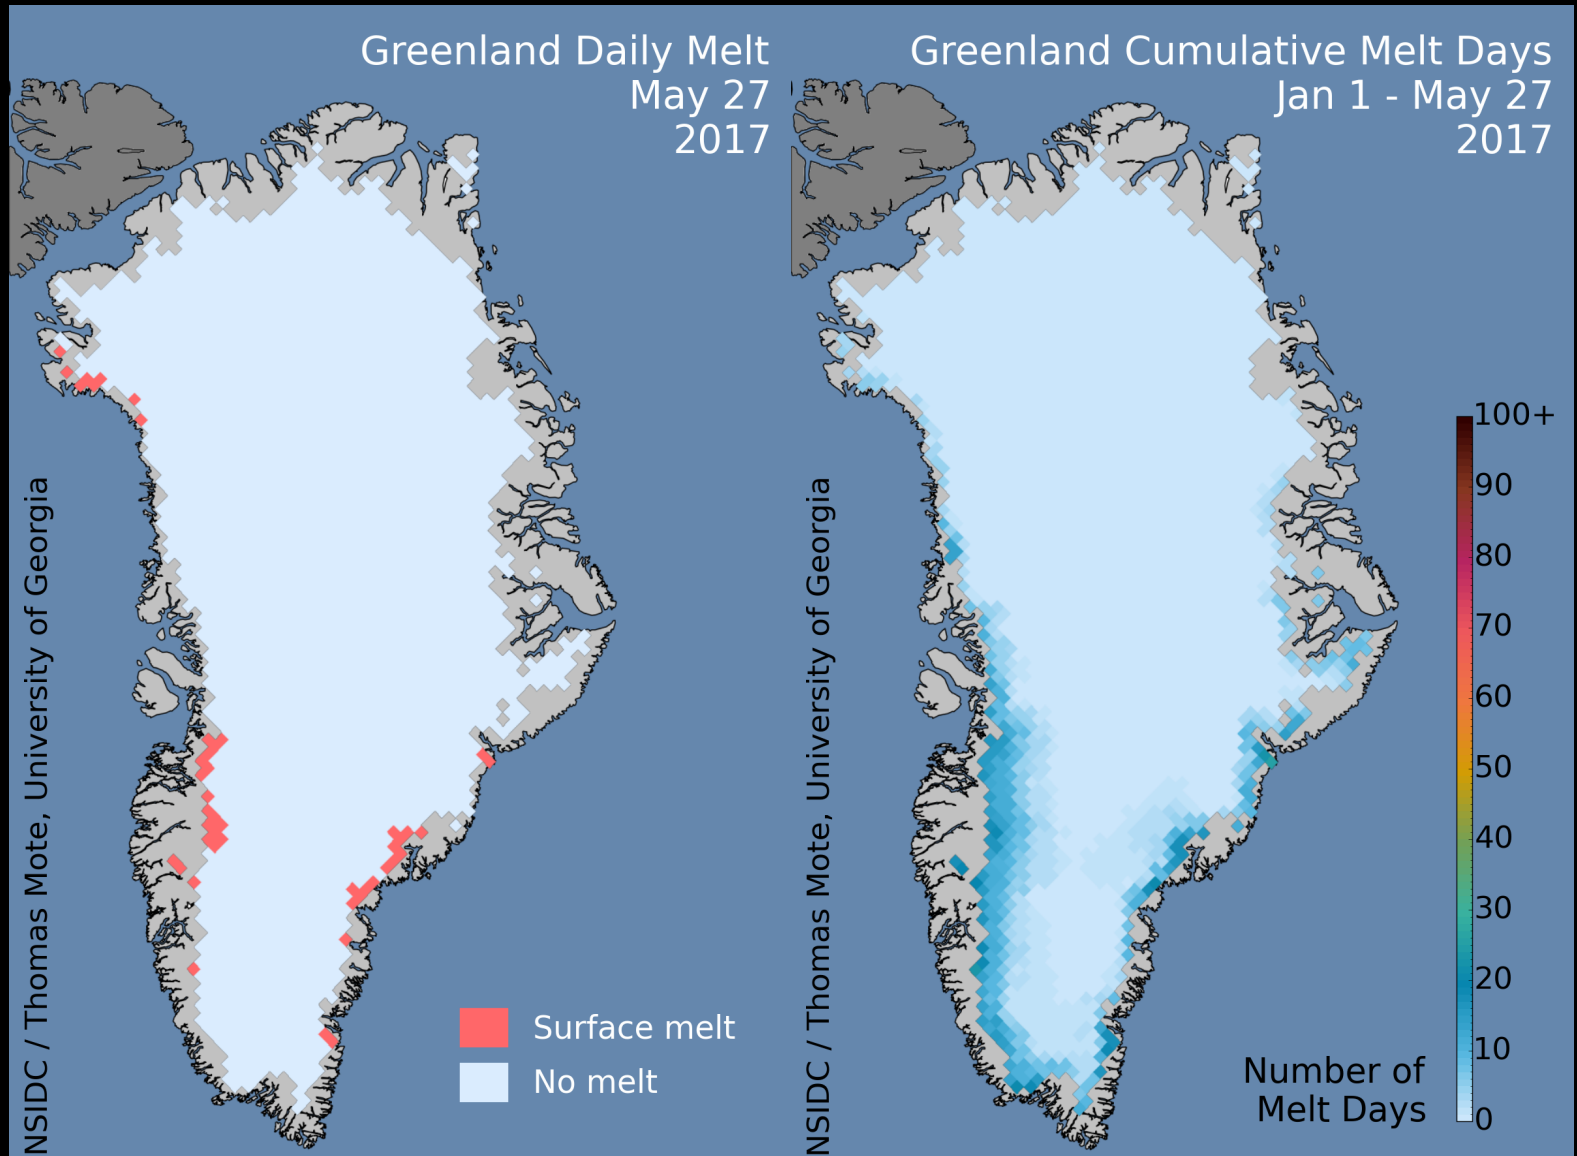 Greenland Daily Melt
May 27
2017
NSIDC / Thomas Mote, University of Georgia
Surface melt
No melt
Greenland Cumulative Melt Days
Jan 1 - May 27
2017
NSIDC / Thomas Mote, University of Georgia
100+
90
80
70
60
50
40
30
20
10
0
Number of
Melt Days